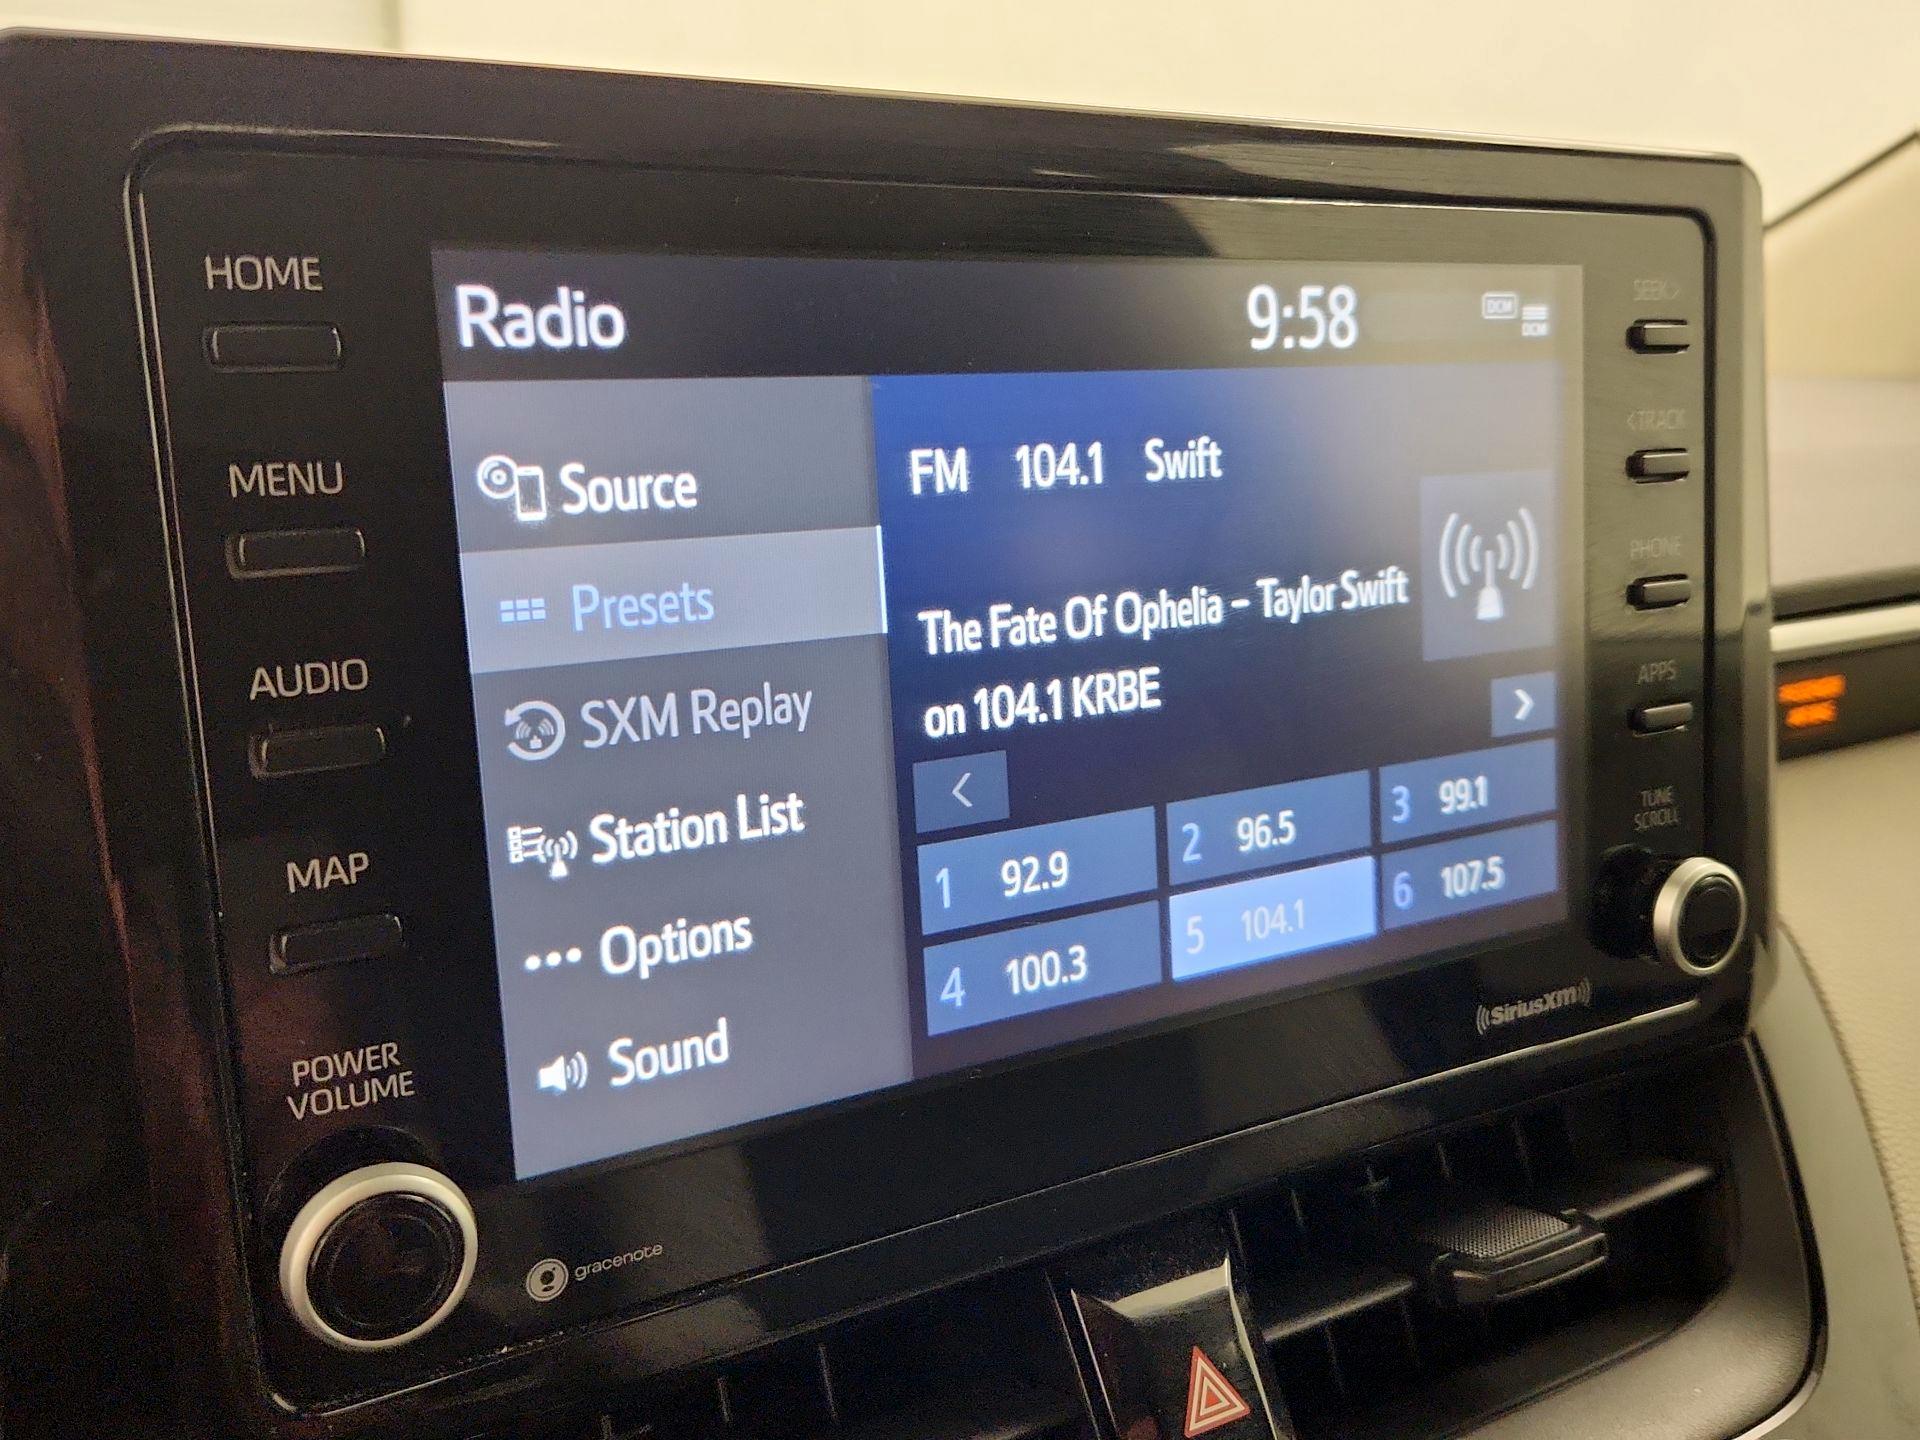 HOME
MENU
AUDIO
MAP
POWER
VOLUME
Radio
9:58
DCM
DCM
Source
Presets
SXM Replay
Station List
Options
Sound
FM 104.1 Swift
The Fate Of Ophelia - Taylor Swift
on 104.1 KRBE
<
>
1 92.9
2 96.5
3 99.1
4 100.3
5 104.1
6 107.5
SEEK>
<TRACK
PHONE
APPS
TUNE
SCROLL
((SiriusXM))
gracenote